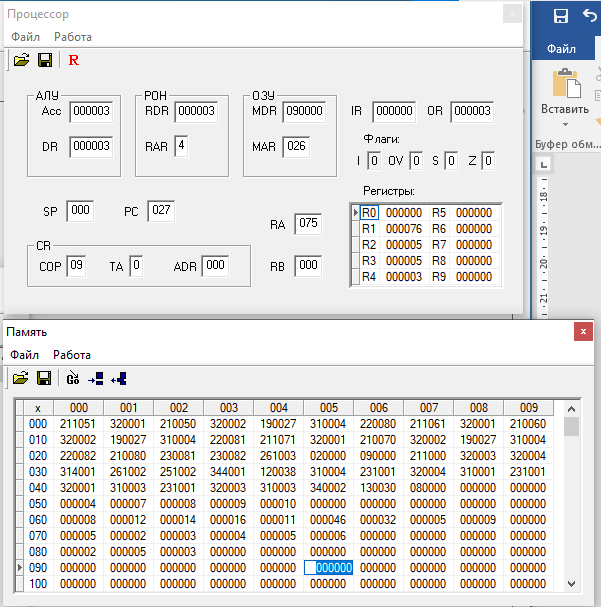 Процессор
Файл Работа
R
АЛУ РОН ОЗУ
Acc 000003 RDR 000003 MDR 090000 IR 000000 OR 000003
DR 000003 RAR 4 MAR 026
Флаги:
I 0 OV 0 S 0 Z 0
SP 000 PC 027 RA 075
Регистры:
R0 000000 R5 000000
R1 000076 R6 000000
R2 000005 R7 000000
R3 000005 R8 000000
R4 000003 R9 000000
CR
COP 09 TA 0 ADR 000 RB 000
Файл
Вставить
Буфер обм...
L
18
19
20
21
Память
Файл Работа
Go
x 000 001 002 003 004 005 006 007 008 009
000 211051 320001 211050 320002 190027 310004 220080 211061 320001 210060
010 320002 190027 310004 220081 211071 320001 210070 320002 190027 310004
020 220082 210080 230081 230082 261003 020000 090000 211000 320003 320004
030 314001 261002 251002 344001 120038 310004 231001 320004 310001 231001
040 320001 310003 231001 320003 310003 340002 130030 080000 000000 000000
050 000004 000007 000008 000009 000010 000000 000000 000000 000000 000000
060 000008 000012 000014 000016 000011 000046 000032 000005 000009 000000
070 000005 000002 000003 000004 000005 000006 000000 000000 000000 000000
080 000002 000005 000003 000000 000000 000000 000000 000000 000000 000000
090 000000 000000 000000 000000 000000 000000 000000 000000 000000 000000
100 000000 000000 000000 000000 000000 000000 000000 000000 000000 000000